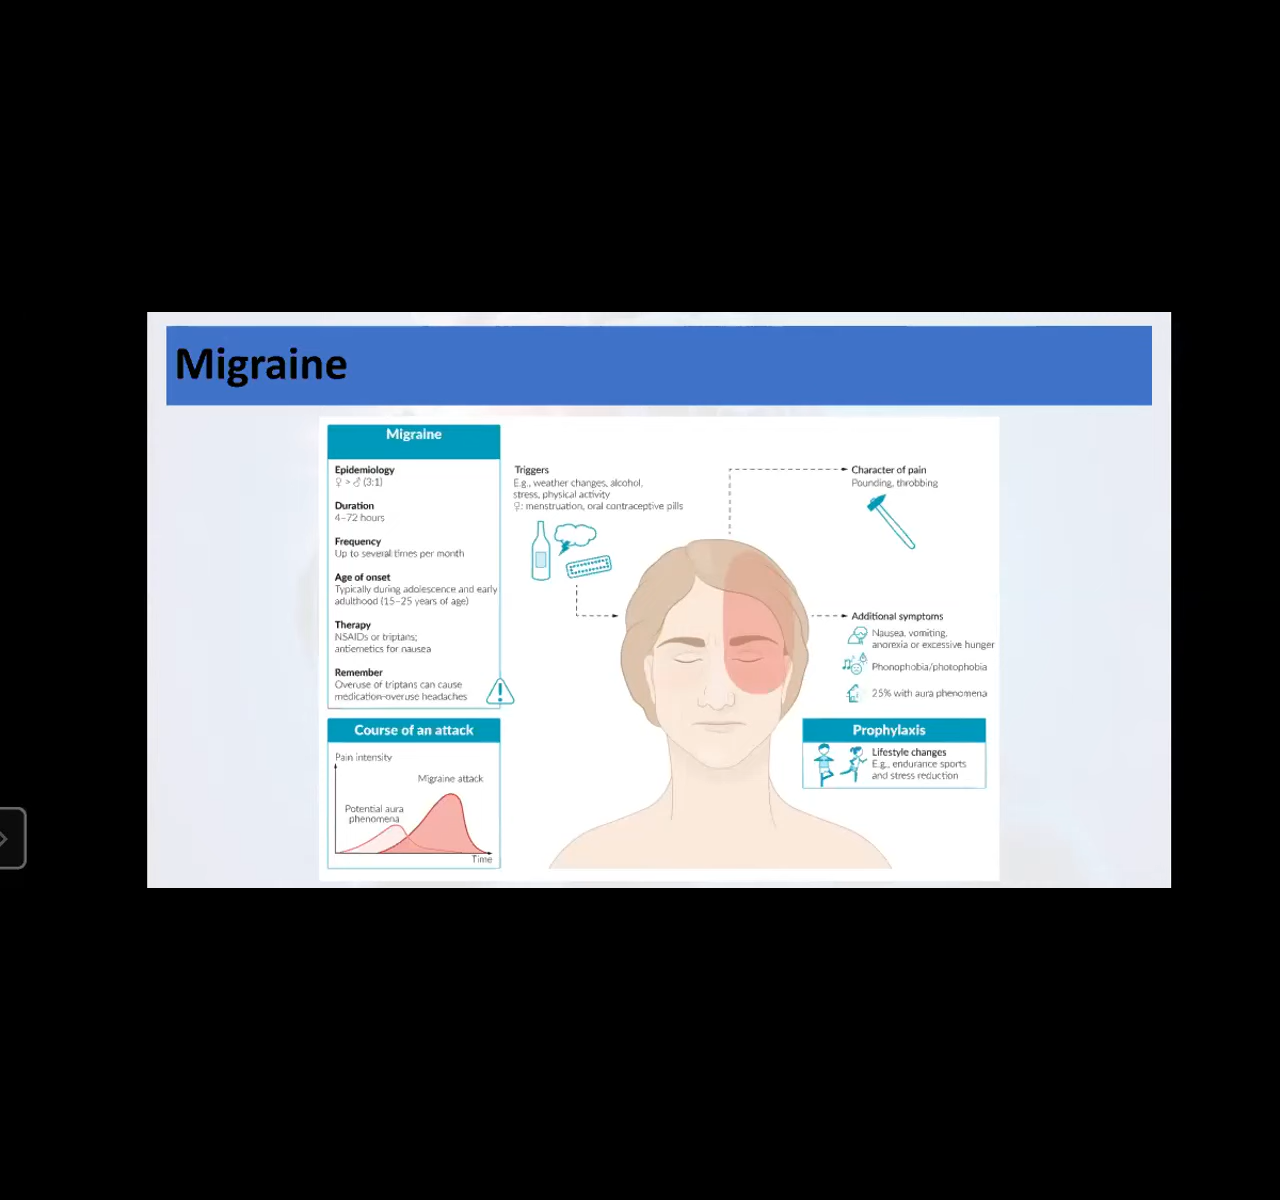 Migraine
Migraine
Epidemiology
♀ > ♂ (3:1)
Duration
4–72 hours
Frequency
Up to several times per month
Age of onset
Typically during adolescence and early
adulthood (15–25 years of age)
Therapy
NSAIDs or triptans;
antiemetics for nausea
Remember
Overuse of triptans can cause
medication-overuse headaches
Triggers
E.g., weather changes, alcohol,
stress, physical activity
♀: menstruation, oral contraceptive pills
Character of pain
Pounding, throbbing
Additional symptoms
Nausea, vomiting,
anorexia or excessive hunger
Phonophobia/photophobia
25% with aura phenomena
Course of an attack
Pain intensity
Migraine attack
Potential aura
phenomena
Time
Prophylaxis
Lifestyle changes
E.g., endurance sports
and stress reduction